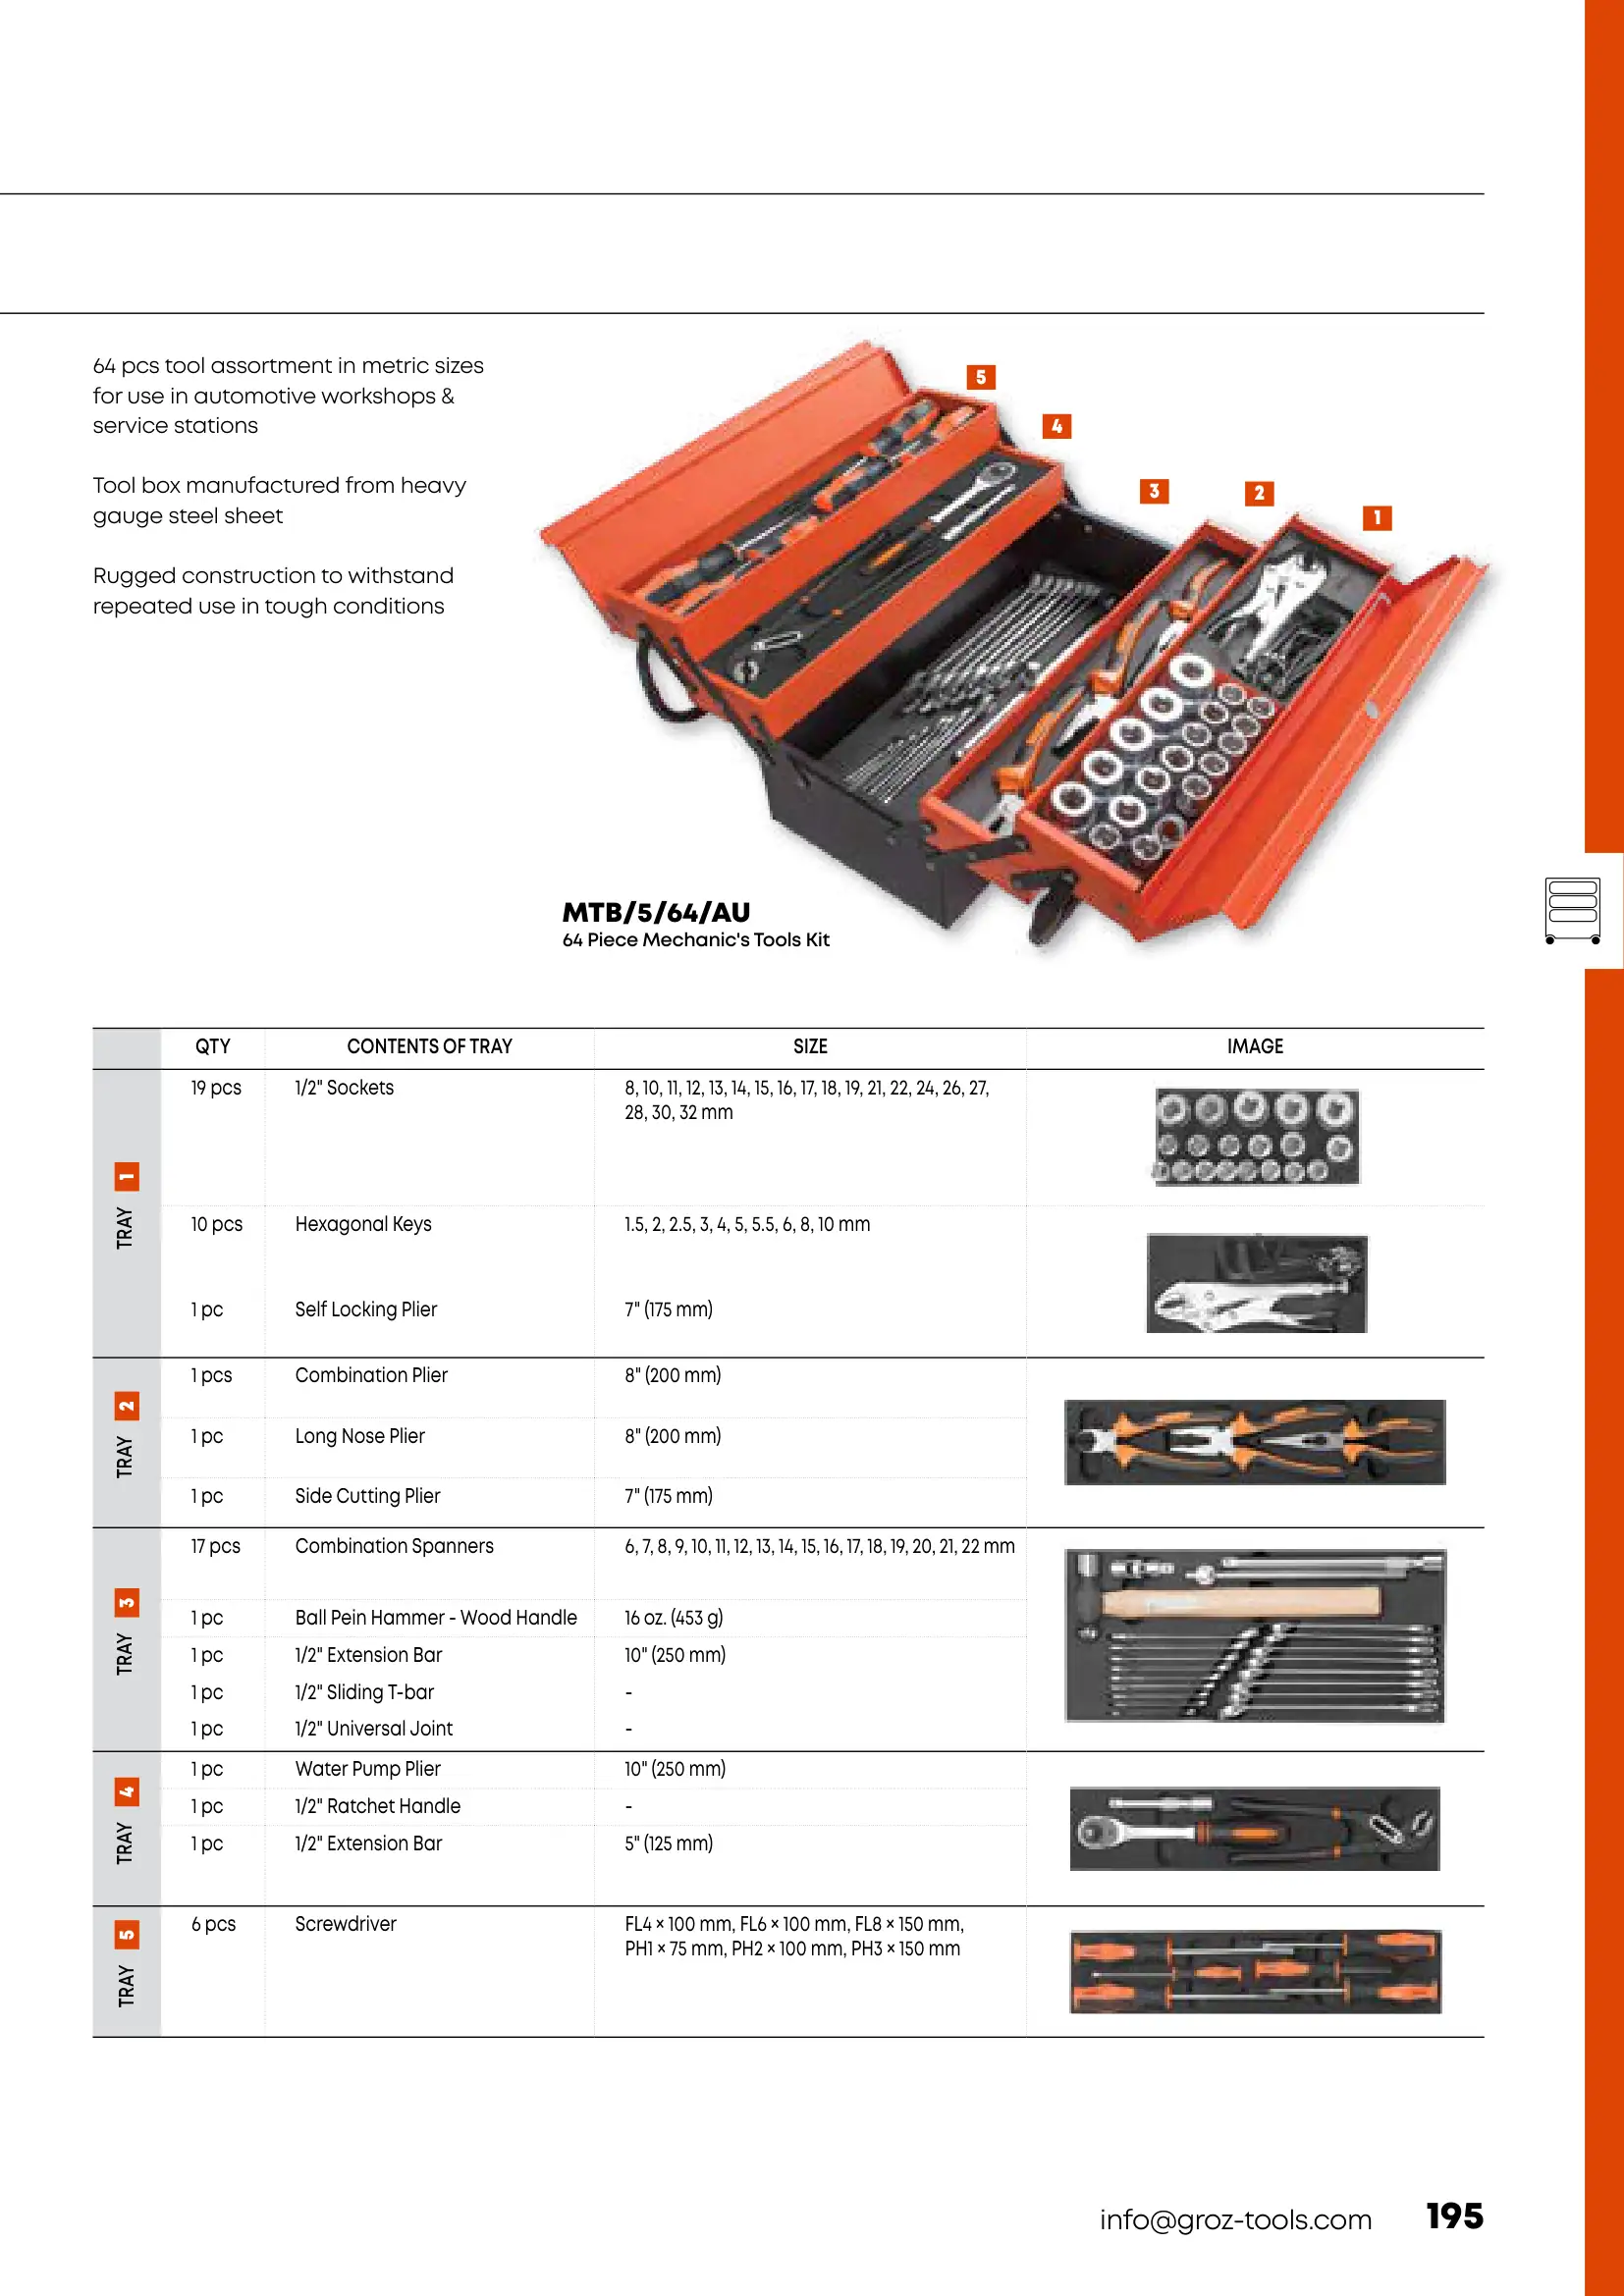 64 pcs tool assortment in metric sizes
for use in automotive workshops &
service stations
Tool box manufactured from heavy
gauge steel sheet
Rugged construction to withstand
repeated use in tough conditions
5
4
3
2
1
MTB/5/64/AU
64 Piece Mechanic's Tools Kit
QTY CONTENTS OF TRAY SIZE IMAGE
TRAY 1
19 pcs 1/2" Sockets 8, 10, 11, 12, 13, 14, 15, 16, 17, 18, 19, 21, 22, 24, 26, 27,
28, 30, 32 mm
10 pcs Hexagonal Keys 1.5, 2, 2.5, 3, 4, 5, 5.5, 6, 8, 10 mm
1 pc Self Locking Plier 7" (175 mm)
TRAY 2
1 pcs Combination Plier 8" (200 mm)
1 pc Long Nose Plier 8" (200 mm)
1 pc Side Cutting Plier 7" (175 mm)
TRAY 3
17 pcs Combination Spanners 6, 7, 8, 9, 10, 11, 12, 13, 14, 15, 16, 17, 18, 19, 20, 21, 22 mm
1 pc Ball Pein Hammer - Wood Handle 16 oz. (453 g)
1 pc 1/2" Extension Bar 10" (250 mm)
1 pc 1/2" Sliding T-bar -
1 pc 1/2" Universal Joint -
TRAY 4
1 pc Water Pump Plier 10" (250 mm)
1 pc 1/2" Ratchet Handle -
1 pc 1/2" Extension Bar 5" (125 mm)
TRAY 5
6 pcs Screwdriver FL4 × 100 mm, FL6 × 100 mm, FL8 × 150 mm,
PH1 × 75 mm, PH2 × 100 mm, PH3 × 150 mm
info@groz-tools.com 195